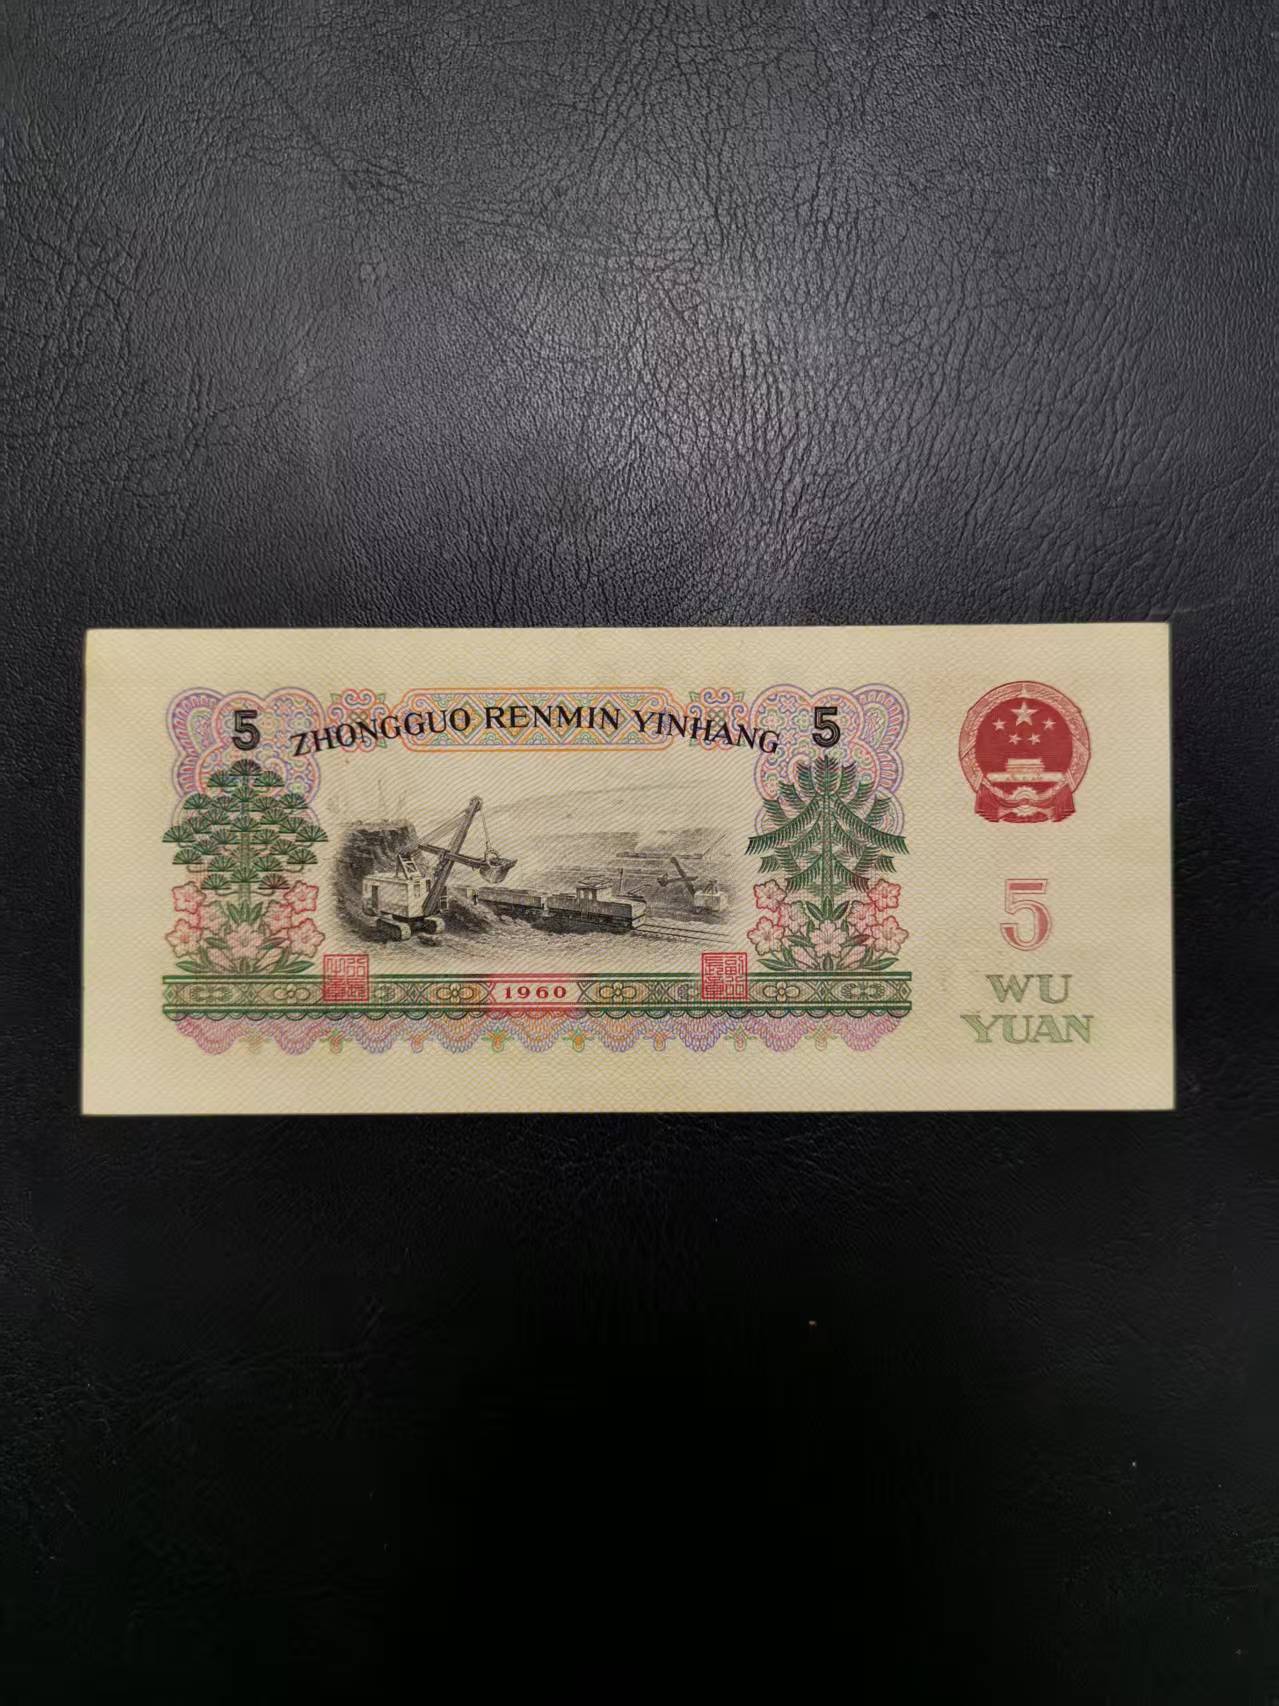 5 ZHONGGUO RENMIN YINHANG 5
1960
5
WU
YUAN